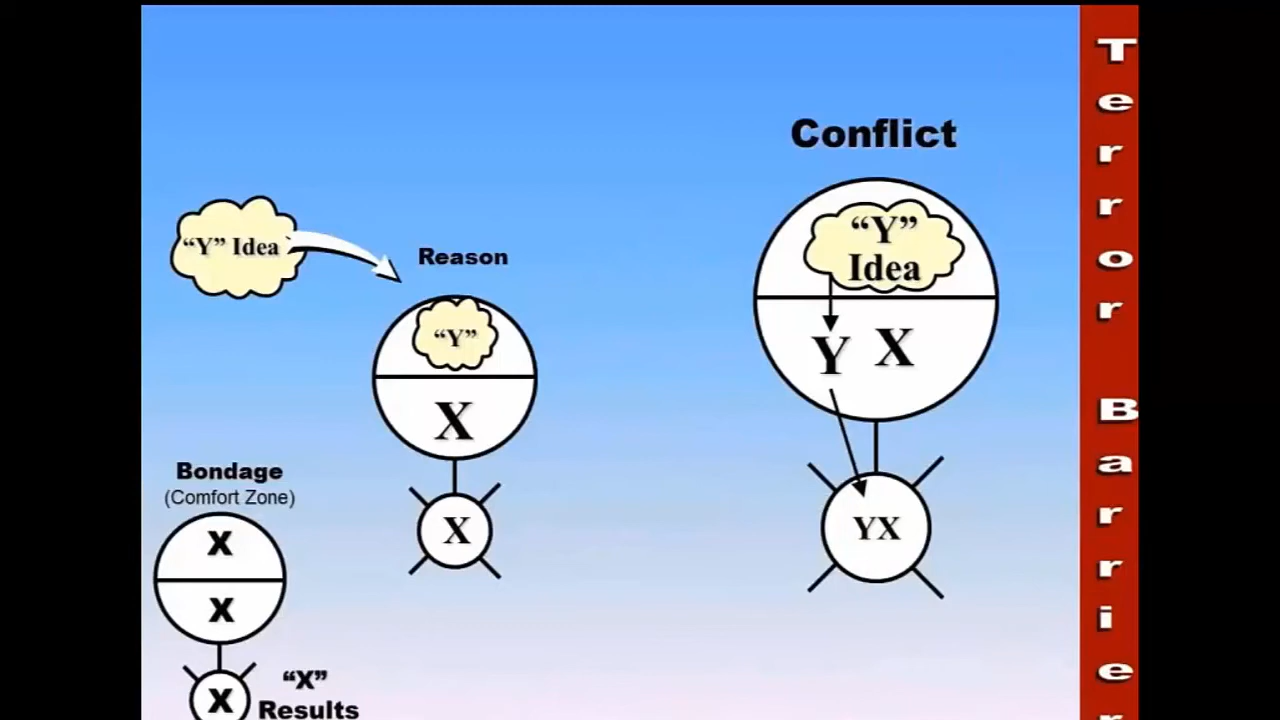 Conflict
“Y”
Idea
Y X
YX
“Y” Idea
Reason
“Y”
X
X
Bondage
(Comfort Zone)
X
X
X
“X”
Results
Terror Barrier